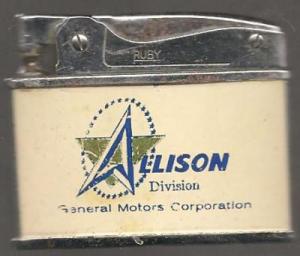 RUBY
ALLISON
Division
General Motors Corporation